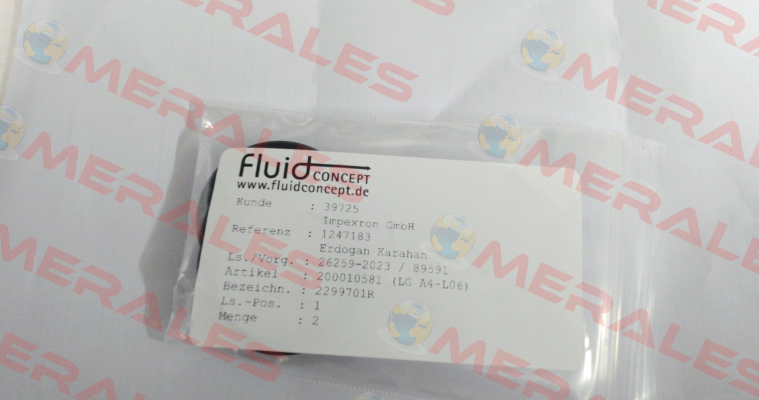 fluid CONCEPT
www.fluidconcept.de
Kunde : 39725
Impexron GmbH
Referenz : 1247183
Erdogan Karahan
Ls./Vorg. : 26259-2023 / 89591
Artikel : 200010581 (LG A4-L06)
Bezeichn. : 2299701R
Ls.-Pos. : 1
Menge : 2
MERALES
MERALES
MERALES
MERALES
MERALES
MERALES